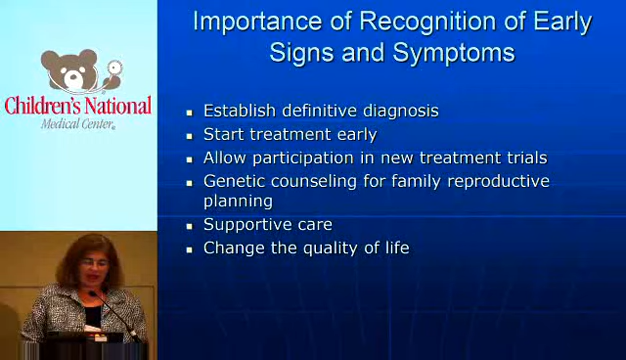 Importance of Recognition of Early
Signs and Symptoms
Children's National
Medical Center®
Establish definitive diagnosis
Start treatment early
Allow participation in new treatment trials
Genetic counseling for family reproductive
planning
Supportive care
Change the quality of life